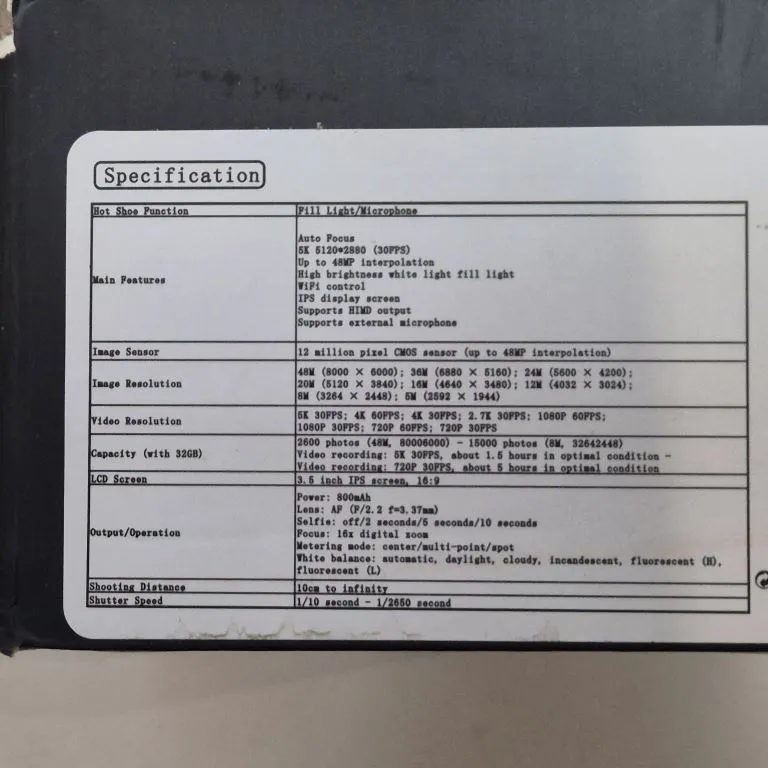 Specification
Hot Shoe Function Fill Light/Microphone
Main Features
Auto Focus
5K 5120*2880 (30FPS)
Up to 48MP interpolation
High brightness white light fill light
WiFi control
IPS display screen
Supports HIMD output
Supports external microphone
Image Sensor 12 million pixel CMOS sensor (up to 48MP interpolation)
Image Resolution
48M (8000 × 6000); 36M (6880 × 5160); 24M (5600 × 4200);
20M (5120 × 3840); 16M (4640 × 3480); 12M (4032 × 3024);
8M (3264 × 2448); 5M (2592 × 1944)
Video Resolution
5K 30FPS; 4K 60FPS; 4K 30FPS; 2.7K 30FPS; 1080P 60FPS;
1080P 30FPS; 720P 60FPS; 720P 30FPS
Capacity (with 32GB)
2600 photos (48M, 80006000) - 15000 photos (8M, 32642448)
Video recording: 5K 30FPS, about 1.5 hours in optimal condition -
Video recording: 720P 30FPS, about 5 hours in optimal condition
LCD Screen 3.5 inch IPS screen, 16:9
Output/Operation
Power: 800mAh
Lens: AF (F/2.2 f=3.37mm)
Selfie: off/2 seconds/5 seconds/10 seconds
Focus: 16x digital zoom
Metering mode: center/multi-point/spot
White balance: automatic, daylight, cloudy, incandescent, fluorescent (H),
fluorescent (L)
Shooting Distance 10cm to infinity
Shutter Speed 1/10 second - 1/2650 second